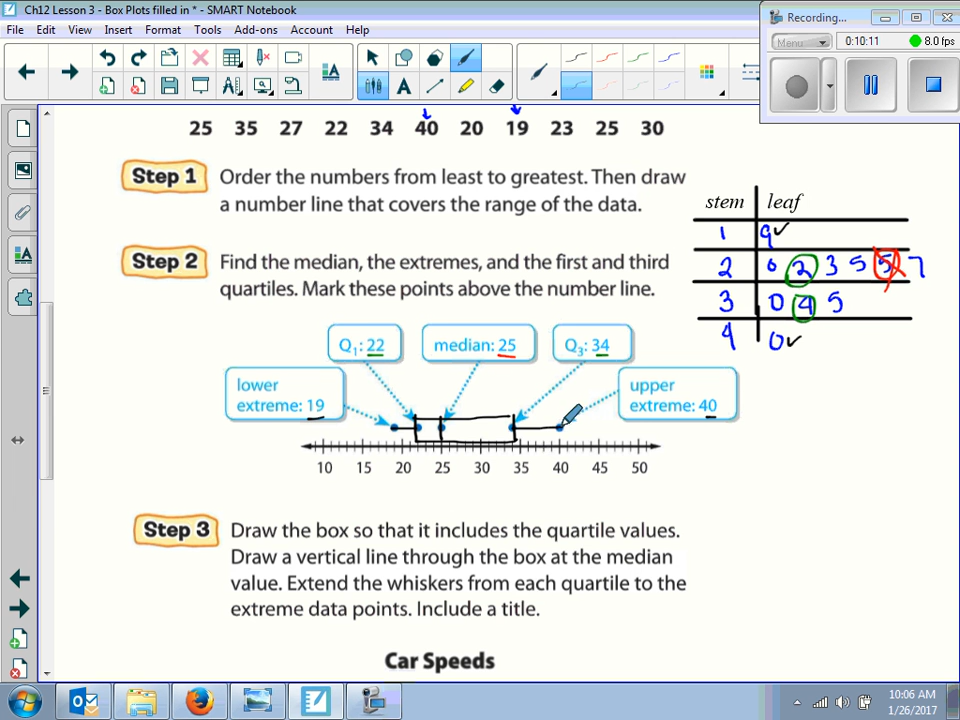 Ch12 Lesson 3 - Box Plots filled in * - SMART Notebook
File Edit View Insert Format Tools Add-ons Account Help
Recording...
Menu
0:10:11
8.0 fps
25 35 27 22 34 40 20 19 23 25 30
Step 1 Order the numbers from least to greatest. Then draw
a number line that covers the range of the data.
Step 2 Find the median, the extremes, and the first and third
quartiles. Mark these points above the number line.
stem leaf
1 9
2 0 2 3 5 5 7
3 0 4 5
4 0
Q1: 22
median: 25
Q3: 34
lower
extreme: 19
upper
extreme: 40
10 15 20 25 30 35 40 45 50
Step 3 Draw the box so that it includes the quartile values.
Draw a vertical line through the box at the median
value. Extend the whiskers from each quartile to the
extreme data points. Include a title.
Car Speeds
10:06 AM
1/26/2017